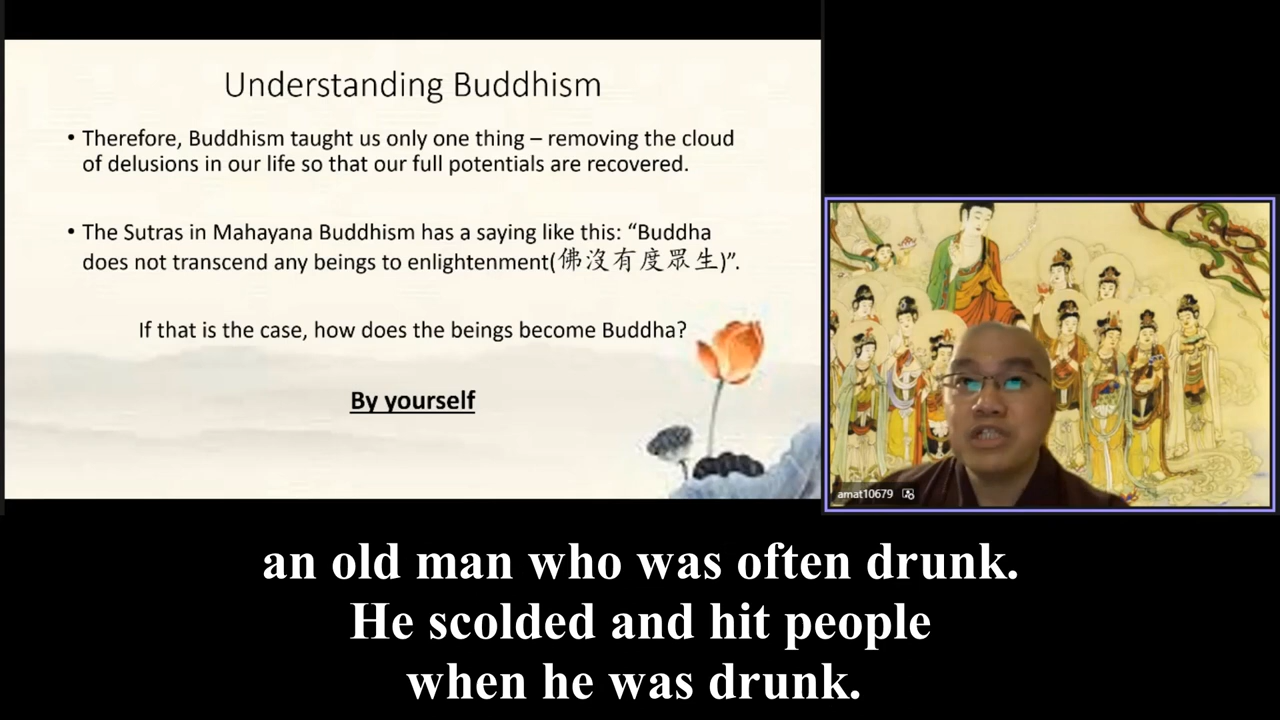 Understanding Buddhism
• Therefore, Buddhism taught us only one thing – removing the cloud
of delusions in our life so that our full potentials are recovered.
• The Sutras in Mahayana Buddhism has a saying like this: “Buddha
does not transcend any beings to enlightenment(佛沒有度眾生)”.
If that is the case, how does the beings become Buddha?
By yourself
amat10679
an old man who was often drunk.
He scolded and hit people
when he was drunk.